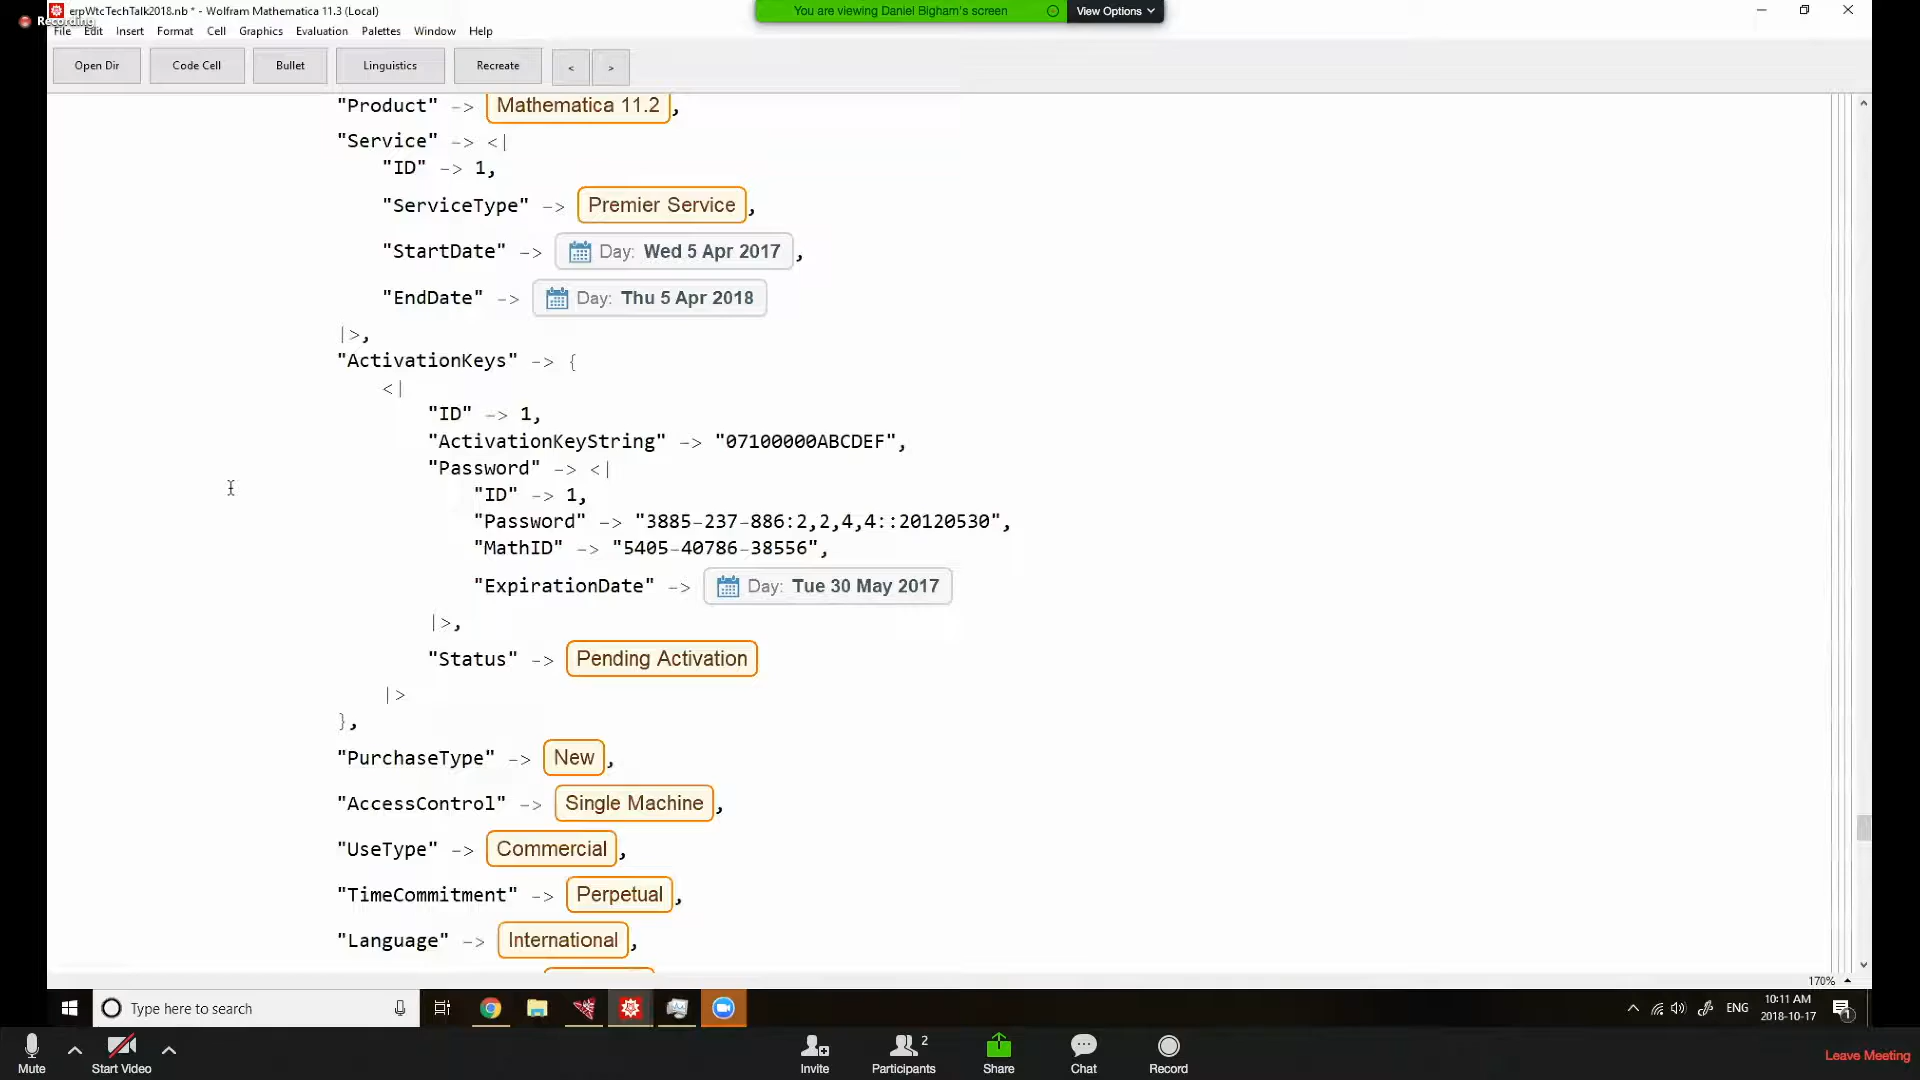 Recording
erpWtcTechTalk2018.nb * - Wolfram Mathematica 11.3 (Local)
You are viewing Daniel Bigham's screen
View Options
File Edit Insert Format Cell Graphics Evaluation Palettes Window Help
Open Dir Code Cell Bullet Linguistics Recreate < >
"Product" -> Mathematica 11.2,
"Service" -> <|
"ID" -> 1,
"ServiceType" -> Premier Service,
"StartDate" -> Day: Wed 5 Apr 2017,
"EndDate" -> Day: Thu 5 Apr 2018
|>,
"ActivationKeys" -> {
<|
"ID" -> 1,
"ActivationKeyString" -> "07100000ABCDEF",
"Password" -> <|
"ID" -> 1,
"Password" -> "3885-237-886:2,2,4,4::20120530",
"MathID" -> "5405-40786-38556",
"ExpirationDate" -> Day: Tue 30 May 2017
|>,
"Status" -> Pending Activation
|>
},
"PurchaseType" -> New,
"AccessControl" -> Single Machine,
"UseType" -> Commercial,
"TimeCommitment" -> Perpetual,
"Language" -> International,
170%
Type here to search
ENG
10:11 AM
2018-10-17
1
Mute Start Video Invite Participants 2 Share Chat Record Leave Meeting